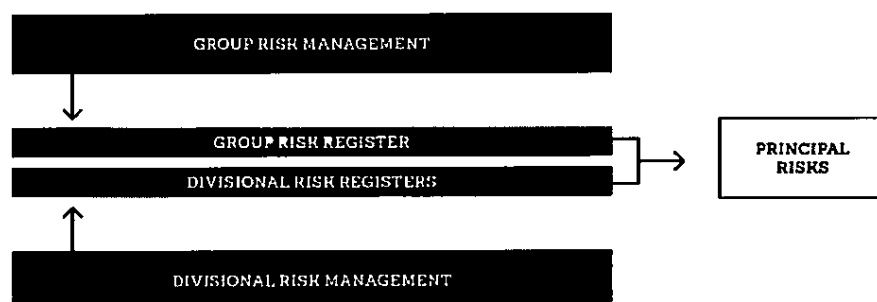 GROUP RISK MANAGEMENT
GROUP RISK REGISTER
DIVISIONAL RISK REGISTERS
PRINCIPAL
RISKS
DIVISIONAL RISK MANAGEMENT